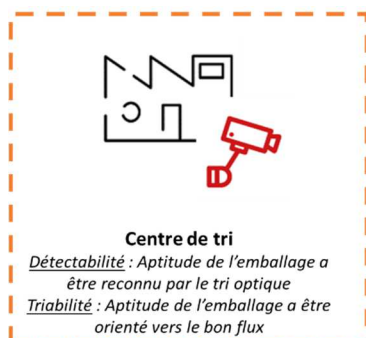 Centre de tri
Détectabilité : Aptitude de l'emballage a
être reconnu par le tri optique
Triabilité : Aptitude de l'emballage a être
orienté vers le bon flux